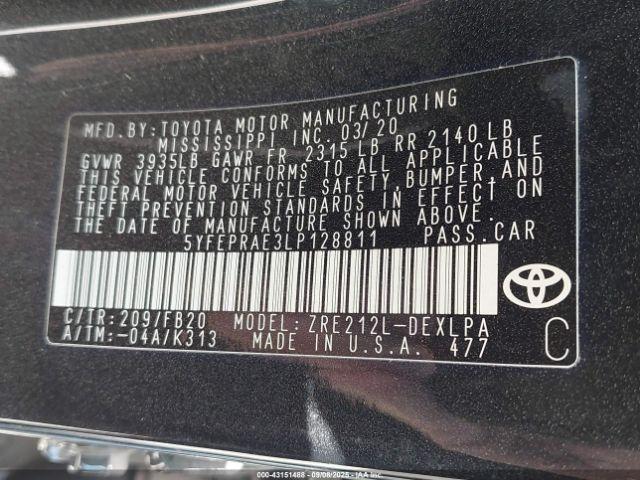 MFD.BY:TOYOTA MOTOR MANUFACTURING
MISSISSIPPI INC. 03/20
GVWR 3935LB GAWR FR 2315LB RR 2140LB
THIS VEHICLE CONFORMS TO ALL APPLICABLE
FEDERAL MOTOR VEHICLE SAFETY,BUMPER,AND
THEFT PREVENTION STANDARDS IN EFFECT ON
THE DATE OF MANUFACTURE SHOWN ABOVE.
5YFEPRAE3LP128811 PASS.CAR
C/TR:209/FB20 MODEL:ZRE212L-DEXLPA
A/TM:-04A/K313 MADE IN U.S.A. 477
C
000-43151488 - 09/08/2025 - IAAI.COM